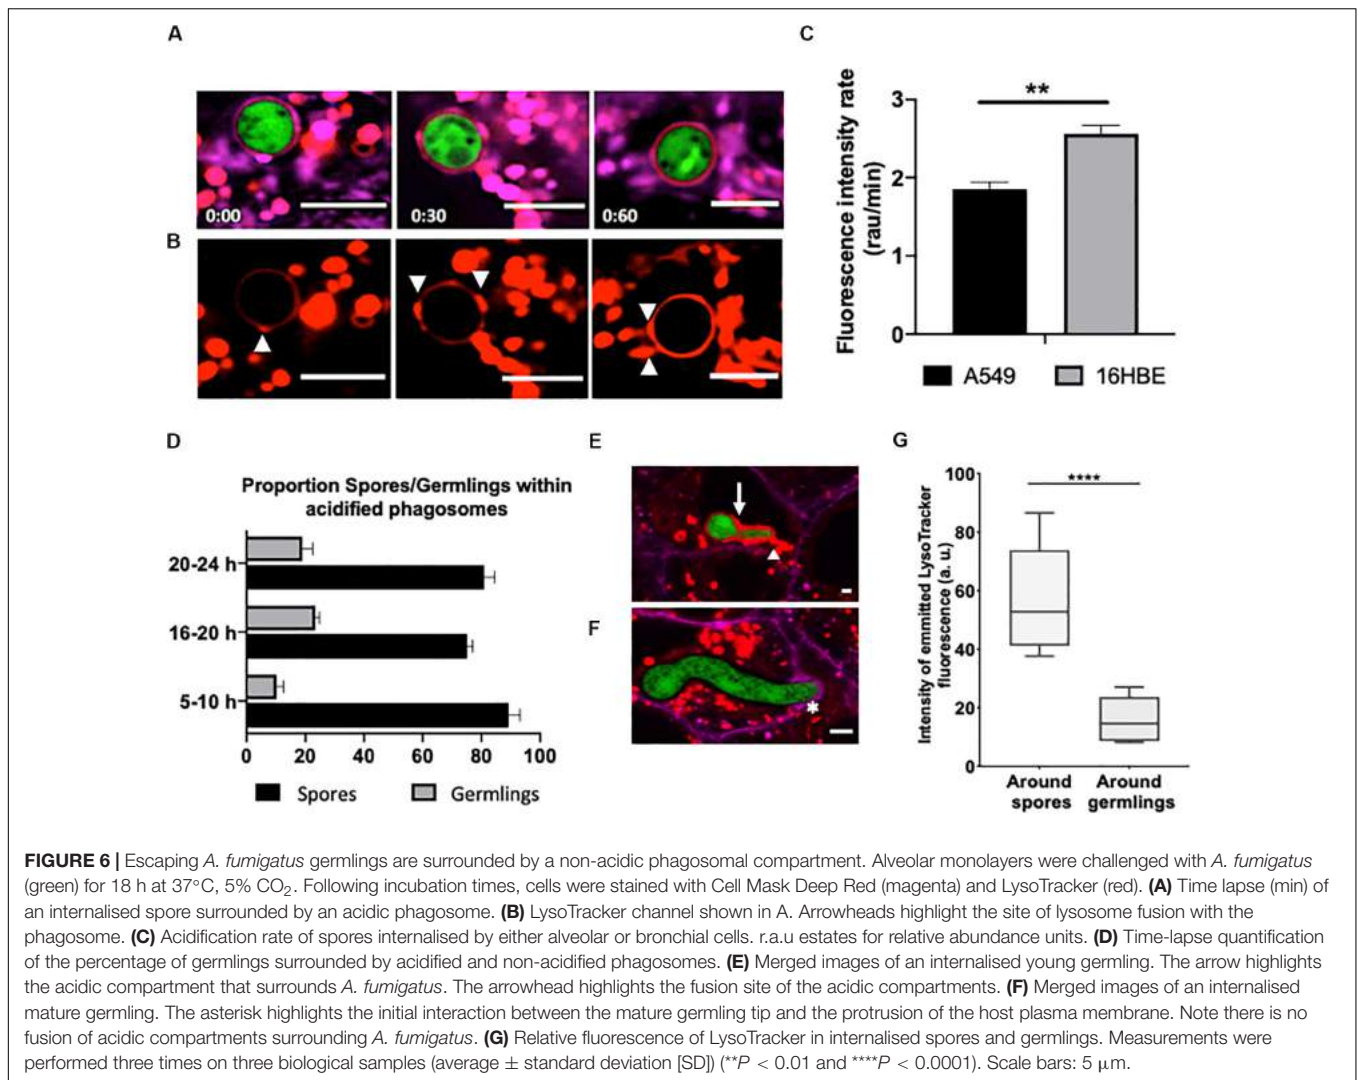 A
0:00
0:30
0:60
B
C
Fluorescence intensity rate
(rau/min)
3
2
1
0
**
A549
16HBE
D
Proportion Spores/Germlings within
acidified phagosomes
20-24 h
16-20 h
5-10 h
0 20 40 60 80 100
Spores
Germlings
E
F
*
G
Intensity of emmitted LysoTracker
fluorescence (a. u.)
100
80
60
40
20
0
****
Around
spores
Around
germlings
FIGURE 6 | Escaping A. fumigatus germlings are surrounded by a non-acidic phagosomal compartment. Alveolar monolayers were challenged with A. fumigatus
(green) for 18 h at 37°C, 5% CO₂. Following incubation times, cells were stained with Cell Mask Deep Red (magenta) and LysoTracker (red). (A) Time lapse (min) of
an internalised spore surrounded by an acidic phagosome. (B) LysoTracker channel shown in A. Arrowheads highlight the site of lysosome fusion with the
phagosome. (C) Acidification rate of spores internalised by either alveolar or bronchial cells. r.a.u estates for relative abundance units. (D) Time-lapse quantification
of the percentage of germlings surrounded by acidified and non-acidified phagosomes. (E) Merged images of an internalised young germling. The arrow highlights
the acidic compartment that surrounds A. fumigatus. The arrowhead highlights the fusion site of the acidic compartments. (F) Merged images of an internalised
mature germling. The asterisk highlights the initial interaction between the mature germling tip and the protrusion of the host plasma membrane. Note there is no
fusion of acidic compartments surrounding A. fumigatus. (G) Relative fluorescence of LysoTracker in internalised spores and germlings. Measurements were
performed three times on three biological samples (average ± standard deviation [SD]) (**P < 0.01 and ****P < 0.0001). Scale bars: 5 μm.